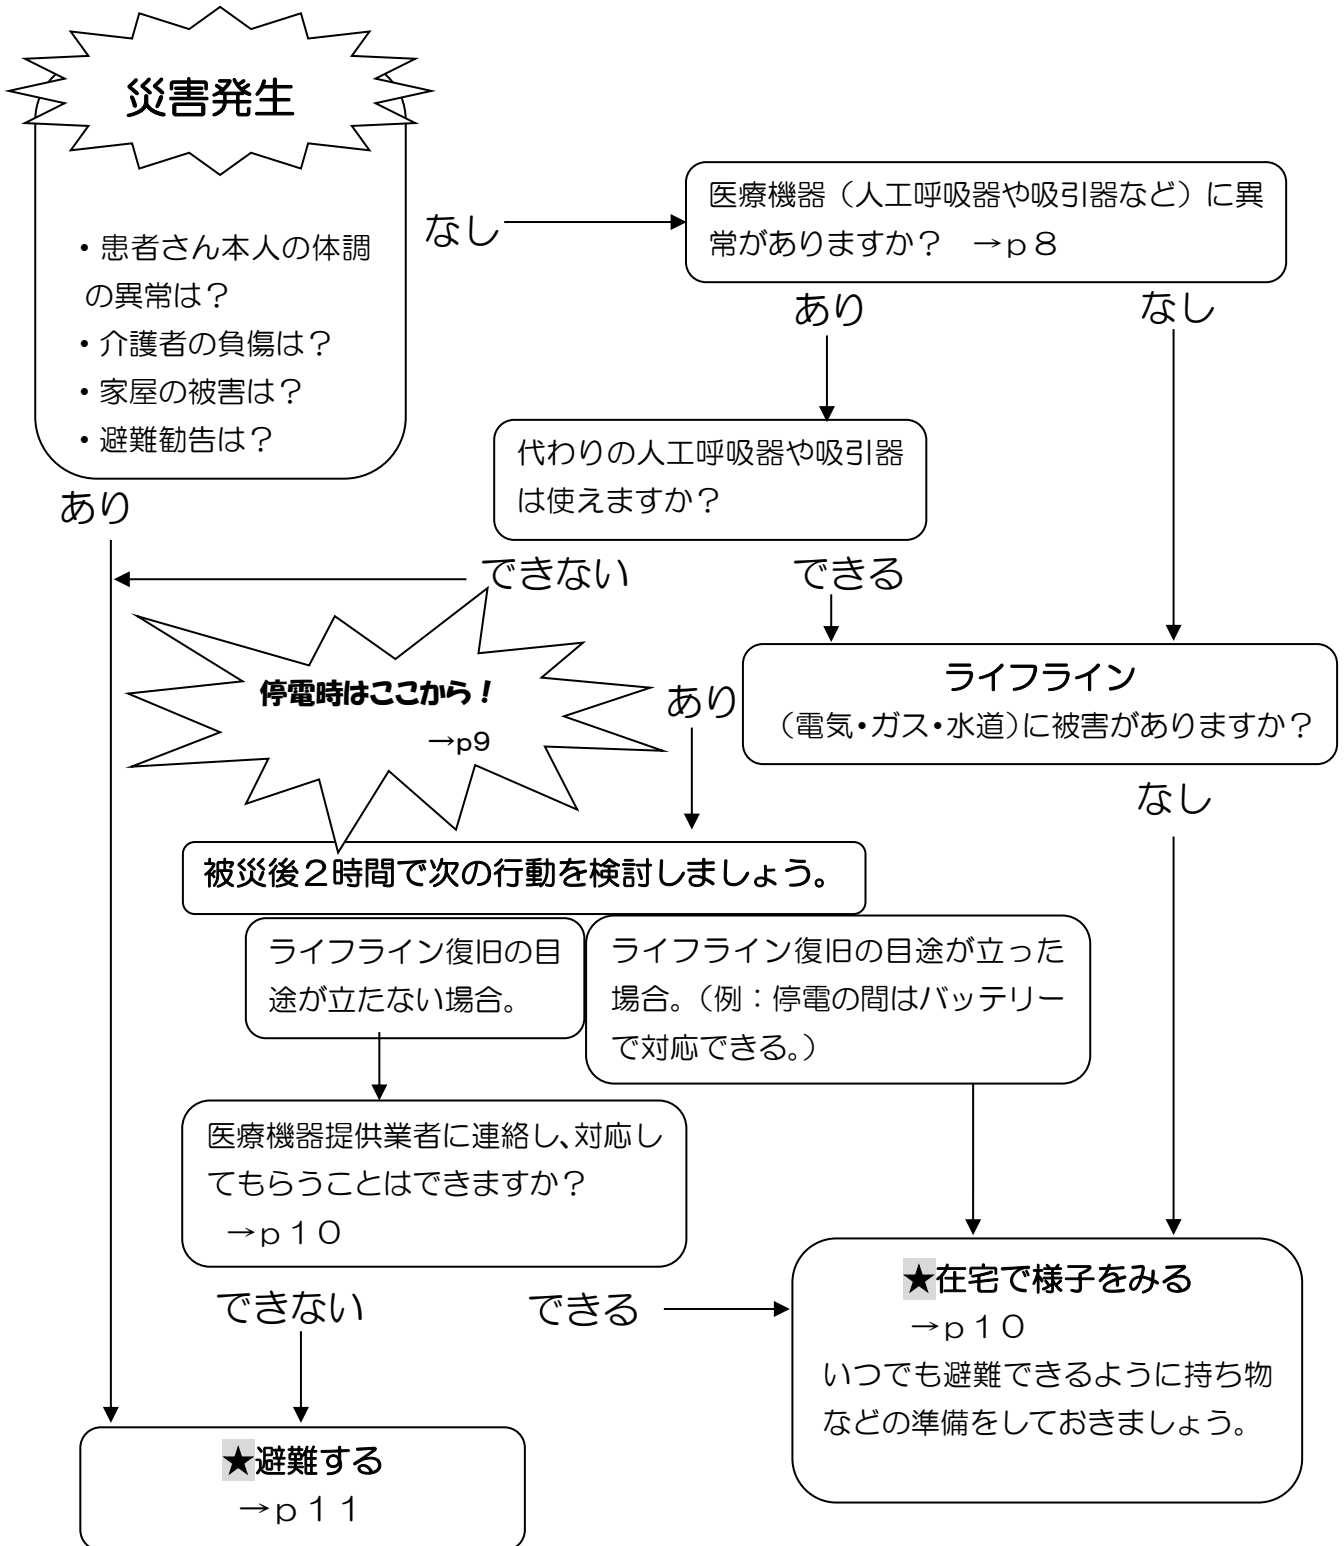 災害発生
・患者さん本人の体調
の異常は？
・介護者の負傷は？
・家屋の被害は？
・避難勧告は？
なし
医療機器（人工呼吸器や吸引器など）に異
常がありますか？　→ｐ８
あり
なし
代わりの人工呼吸器や吸引器
は使えますか？
あり
できない
できる
停電時はここから！
→p9
あり
ライフライン
（電気・ガス・水道）に被害がありますか？
なし
被災後２時間で次の行動を検討しましょう。
ライフライン復旧の目
途が立たない場合。
ライフライン復旧の目途が立った
場合。（例：停電の間はバッテリー
で対応できる。）
医療機器提供業者に連絡し、対応し
てもらうことはできますか？
→ｐ１０
できない
できる
★在宅で様子をみる
→ｐ１０
いつでも避難できるように持ち物
などの準備をしておきましょう。
★避難する
→ｐ１１